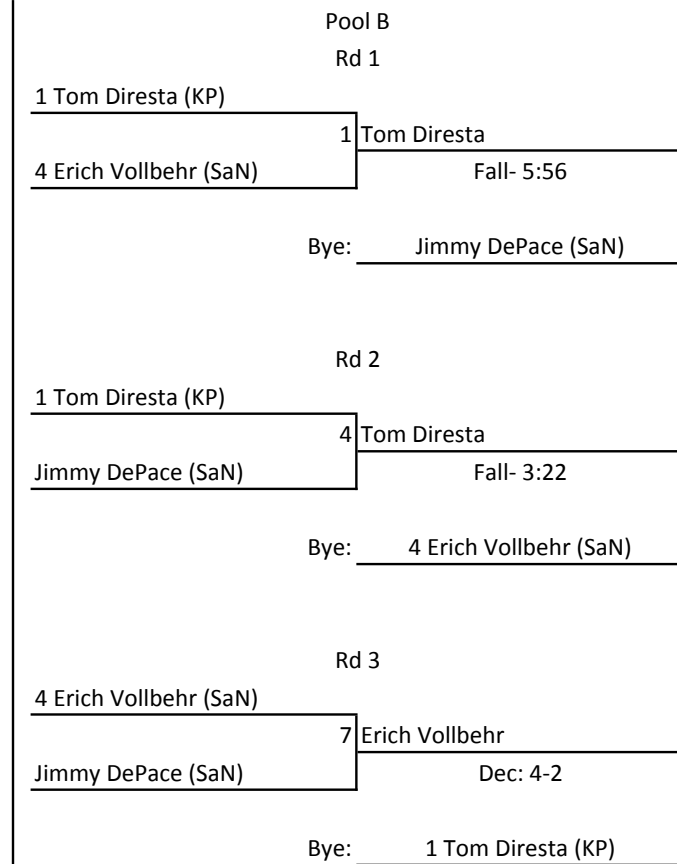 Pool B
Rd 1
1 Tom Diresta (KP)
1 Tom Diresta
4 Erich Vollbehr (SaN) Fall- 5:56
Bye: Jimmy DePace (SaN)
Rd 2
1 Tom Diresta (KP)
4 Tom Diresta
Jimmy DePace (SaN) Fall- 3:22
Bye: 4 Erich Vollbehr (SaN)
Rd 3
4 Erich Vollbehr (SaN)
7 Erich Vollbehr
Jimmy DePace (SaN) Dec: 4-2
Bye: 1 Tom Diresta (KP)